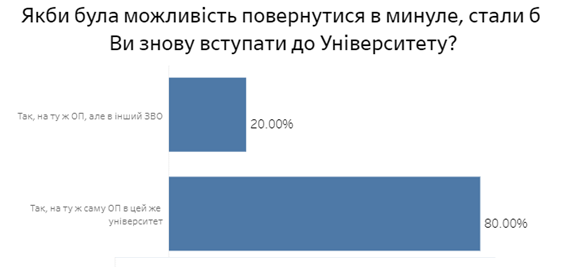 Якби була можливість повернутися в минуле, стали б
Ви знову вступати до Університету?
Так, на ту ж ОП, але в інший ЗВО
20.00%
Так, на ту ж саму ОП в цей же
університет
80.00%